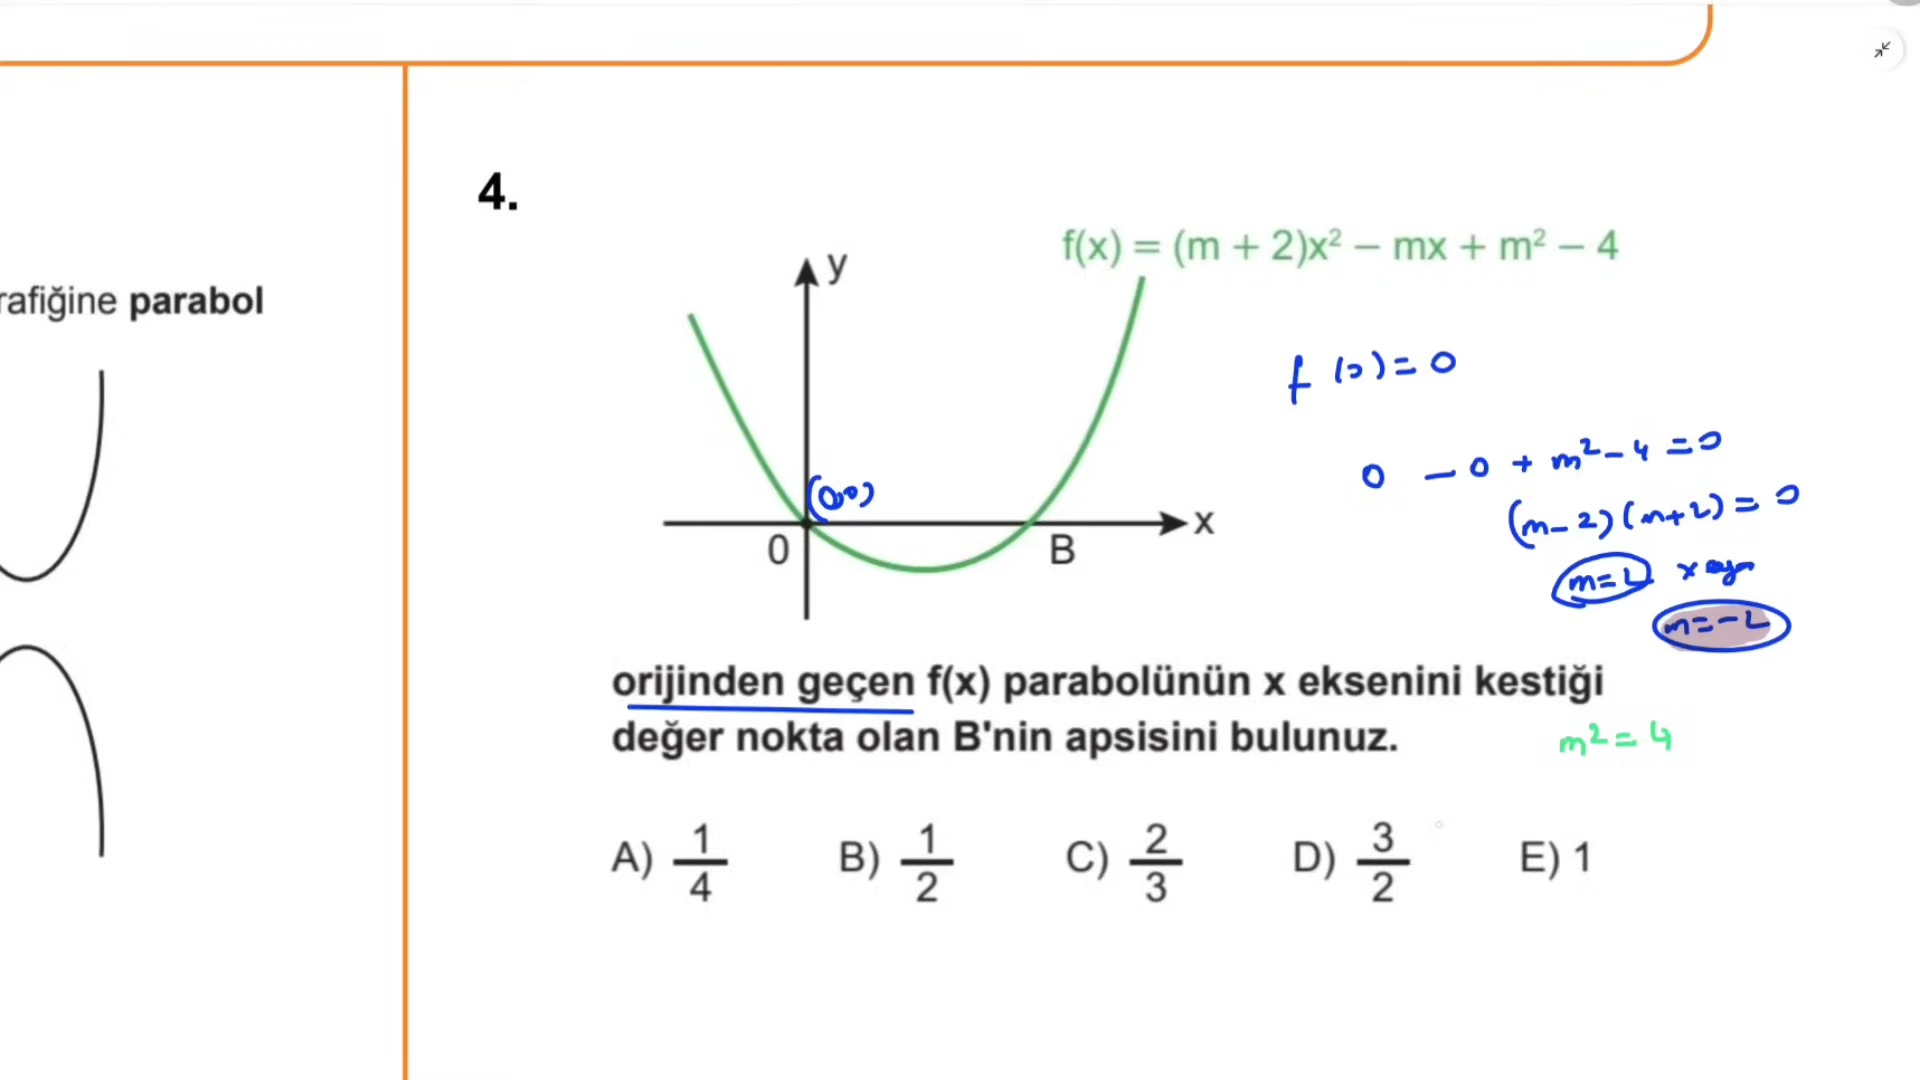 4.
f(x) = (m + 2)x² – mx + m² – 4
rafiğine parabol
y
f(0)=0
0 – 0 + m² – 4 = 0
(0,0)
(m – 2)(m+2) = 0
0
B
x
m=2 x
m=-2
orijinden geçen f(x) parabolünün x eksenini kestiği
değer nokta olan B'nin apsisini bulunuz.
m² = 4
A) 1/4 B) 1/2 C) 2/3 D) 3/2 E) 1